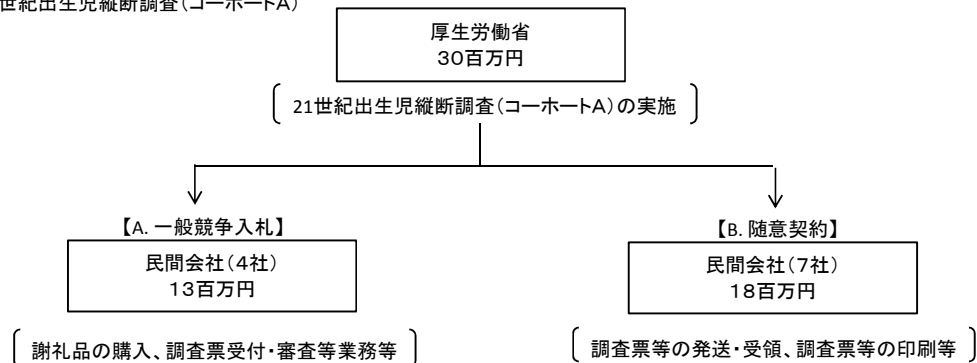 世紀出生児縦断調査(コーホートA)
厚生労働省
30百万円
21世紀出生児縦断調査(コーホートA)の実施
【A. 一般競争入札】
民間会社(4社)
13百万円
謝礼品の購入、調査票受付・審査等業務等
【B. 随意契約】
民間会社(7社)
18百万円
調査票等の発送・受領、調査票等の印刷等